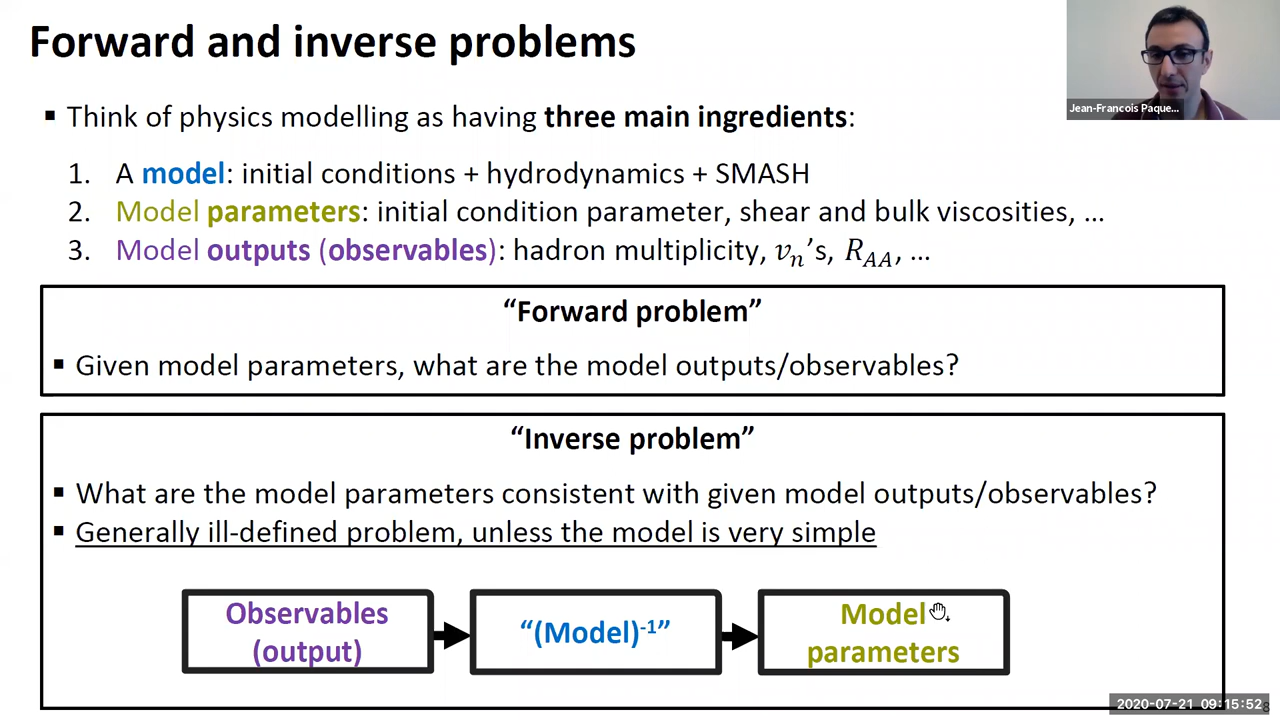 Forward and inverse problems
Jean-Francois Paque...
▪ Think of physics modelling as having three main ingredients:
1. A model: initial conditions + hydrodynamics + SMASH
2. Model parameters: initial condition parameter, shear and bulk viscosities, ...
3. Model outputs (observables): hadron multiplicity, vₙ's, R_AA, ...
“Forward problem”
▪ Given model parameters, what are the model outputs/observables?
“Inverse problem”
▪ What are the model parameters consistent with given model outputs/observables?
▪ Generally ill-defined problem, unless the model is very simple
Observables
(output)
“(Model)⁻¹”
Model
parameters
2020-07-21 09:15:52
8